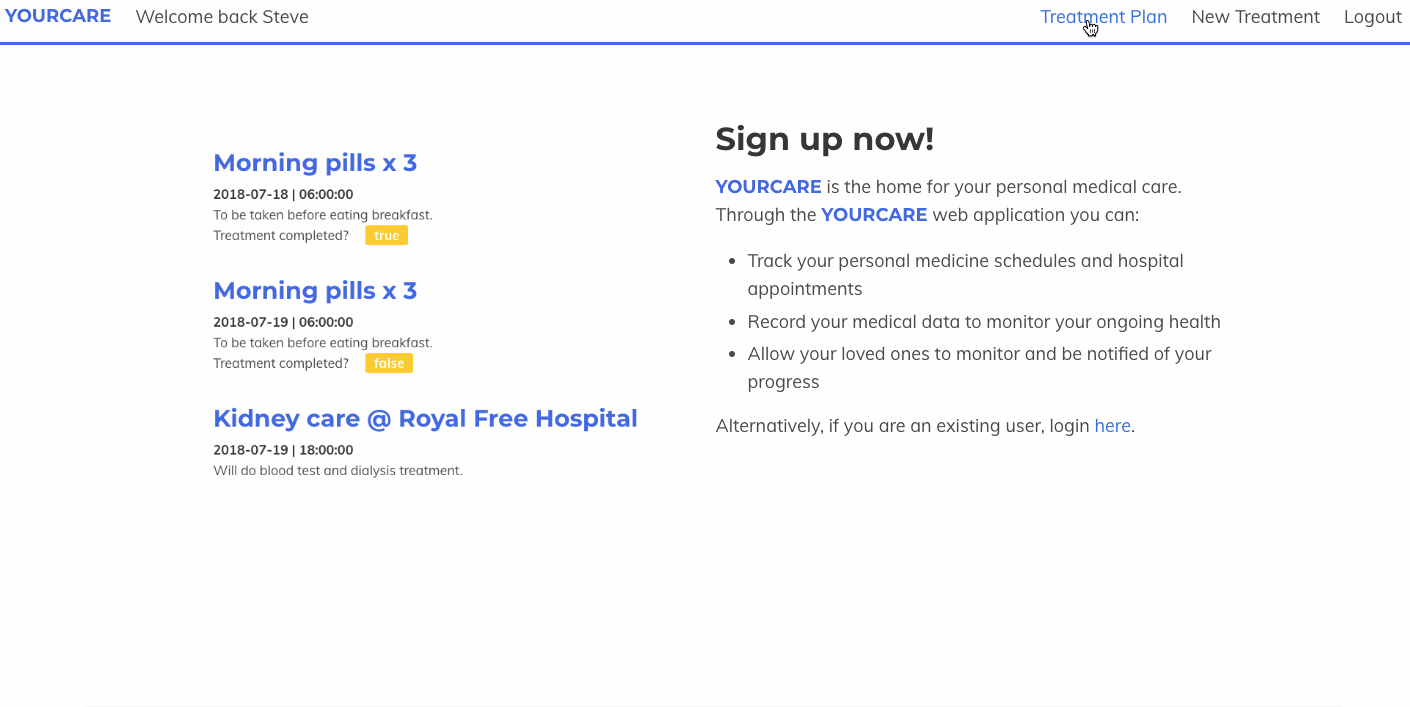 YOURCARE Welcome back Steve Treatment Plan New Treatment Logout
Morning pills x 3
2018-07-18 | 06:00:00
To be taken before eating breakfast.
Treatment completed? true
Morning pills x 3
2018-07-19 | 06:00:00
To be taken before eating breakfast.
Treatment completed? false
Kidney care @ Royal Free Hospital
2018-07-19 | 18:00:00
Will do blood test and dialysis treatment.
Sign up now!
YOURCARE is the home for your personal medical care.
Through the YOURCARE web application you can:
• Track your personal medicine schedules and hospital
appointments
• Record your medical data to monitor your ongoing health
• Allow your loved ones to monitor and be notified of your
progress
Alternatively, if you are an existing user, login here.